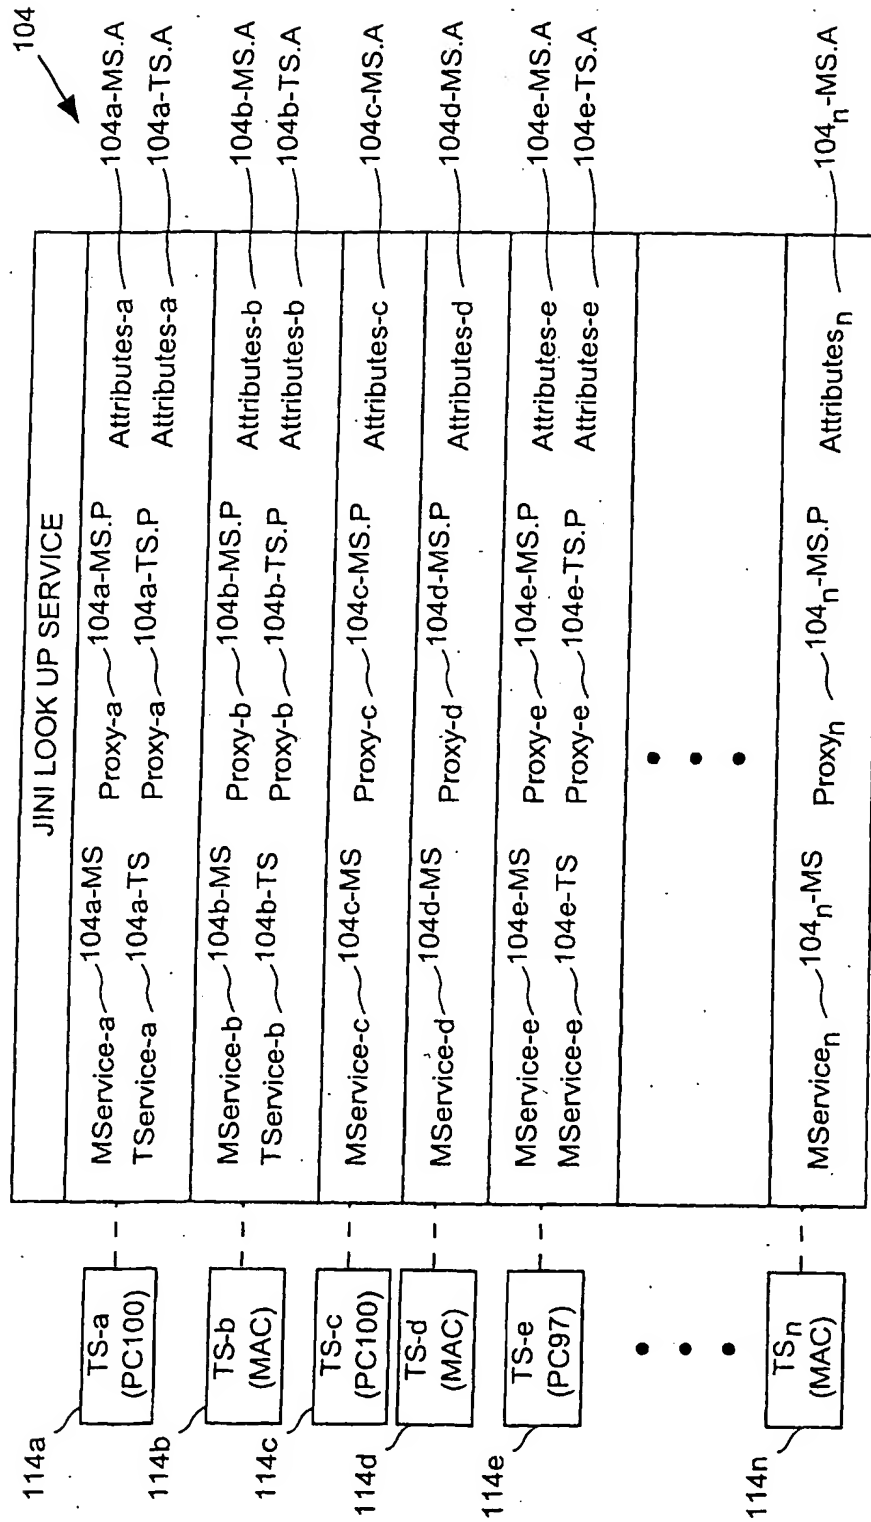 104
JINI LOOK UP SERVICE
114a
TS-a
(PC100)
MService-a 104a-MS Proxy-a 104a-MS.P Attributes-a 104a-MS.A
TService-a 104a-TS Proxy-a 104a-TS.P Attributes-a 104a-TS.A
114b
TS-b
(MAC)
MService-b 104b-MS Proxy-b 104b-MS.P Attributes-b 104b-MS.A
TService-b 104b-TS Proxy-b 104b-TS.P Attributes-b 104b-TS.A
114c
TS-c
(PC100)
MService-c 104c-MS Proxy-c 104c-MS.P Attributes-c 104c-MS.A
114d
TS-d
(MAC)
MService-d 104d-MS Proxy-d 104d-MS.P Attributes-d 104d-MS.A
114e
TS-e
(PC97)
MService-e 104e-MS Proxy-e 104e-MS.P Attributes-e 104e-MS.A
MService-e 104e-TS Proxy-e 104e-TS.P Attributes-e 104e-TS.A
114n
TSn
(MAC)
MServicen 104n-MS Proxyn 104n-MS.P Attributesn 104n-MS.A